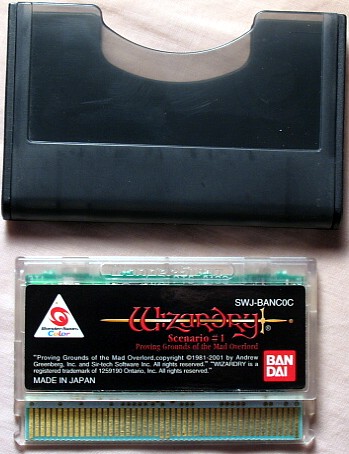 SWJ-BANC0C
WonderSwan
Color
WIZARDRY®
Scenario #1
Proving Grounds of the Mad Overlord
"Proving Grounds of the Mad Overlord.copyright ©1981-2001 by Andrew
Greenberg, Inc. and Sir-tech Software Inc. All rights reserved." "WIZARDRY is a
registered trademark of 1259190 Ontario, Inc. All rights reserved."
BAN
DAI
MADE IN JAPAN